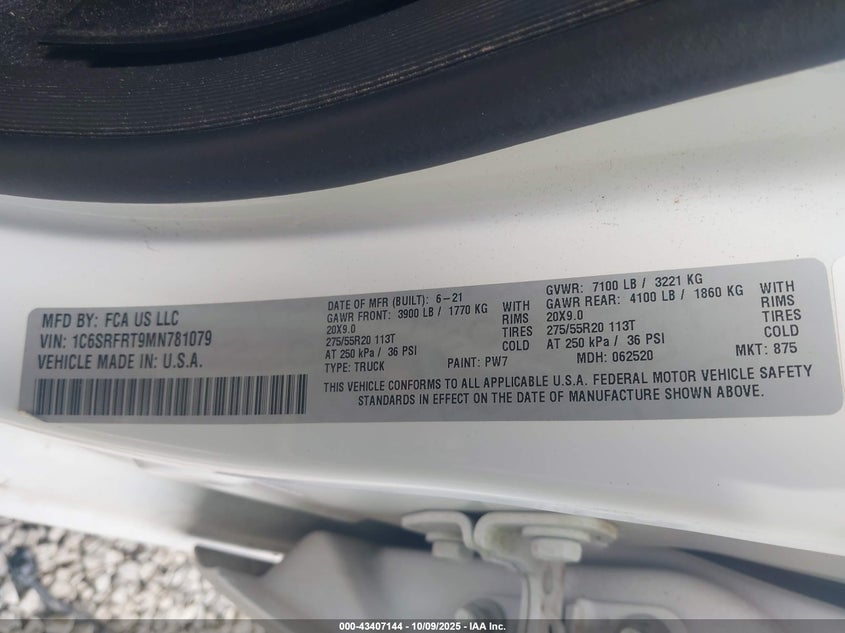 MFD BY: FCA US LLC
VIN: 1C6SRFRT9MN781079
VEHICLE MADE IN: U.S.A.
DATE OF MFR (BUILT): 6-21
GAWR FRONT: 3900 LB / 1770 KG WITH
20X9.0 RIMS
275/55R20 113T TIRES
AT 250 kPa / 36 PSI COLD
TYPE: TRUCK PAINT: PW7
GVWR: 7100 LB / 3221 KG
GAWR REAR: 4100 LB / 1860 KG WITH
20X9.0 RIMS
275/55R20 113T TIRES
AT 250 kPa / 36 PSI COLD
MDH: 062520 MKT: 875
THIS VEHICLE CONFORMS TO ALL APPLICABLE U.S.A. FEDERAL MOTOR VEHICLE SAFETY
STANDARDS IN EFFECT ON THE DATE OF MANUFACTURE SHOWN ABOVE.
000-43407144 - 10/09/2025 - IAA Inc.